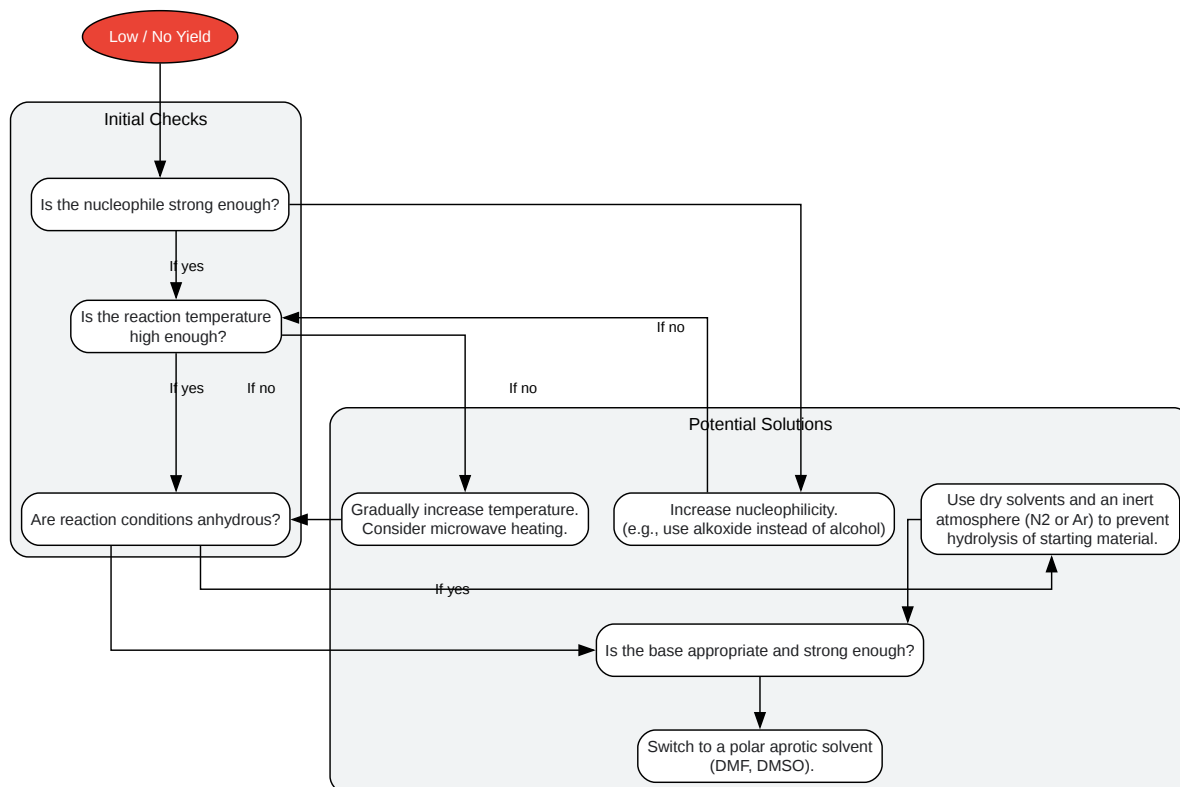 Low / No Yield
Initial Checks
Is the nucleophile strong enough?
If yes
Is the reaction temperature
high enough?
If no
If yes
If no
If no
Potential Solutions
Are reaction conditions anhydrous?
Gradually increase temperature.
Consider microwave heating.
Increase nucleophilicity.
(e.g., use alkoxide instead of alcohol)
Use dry solvents and an inert
atmosphere (N2 or Ar) to prevent
hydrolysis of starting material.
If yes
Is the base appropriate and strong enough?
Switch to a polar aprotic solvent
(DMF, DMSO).